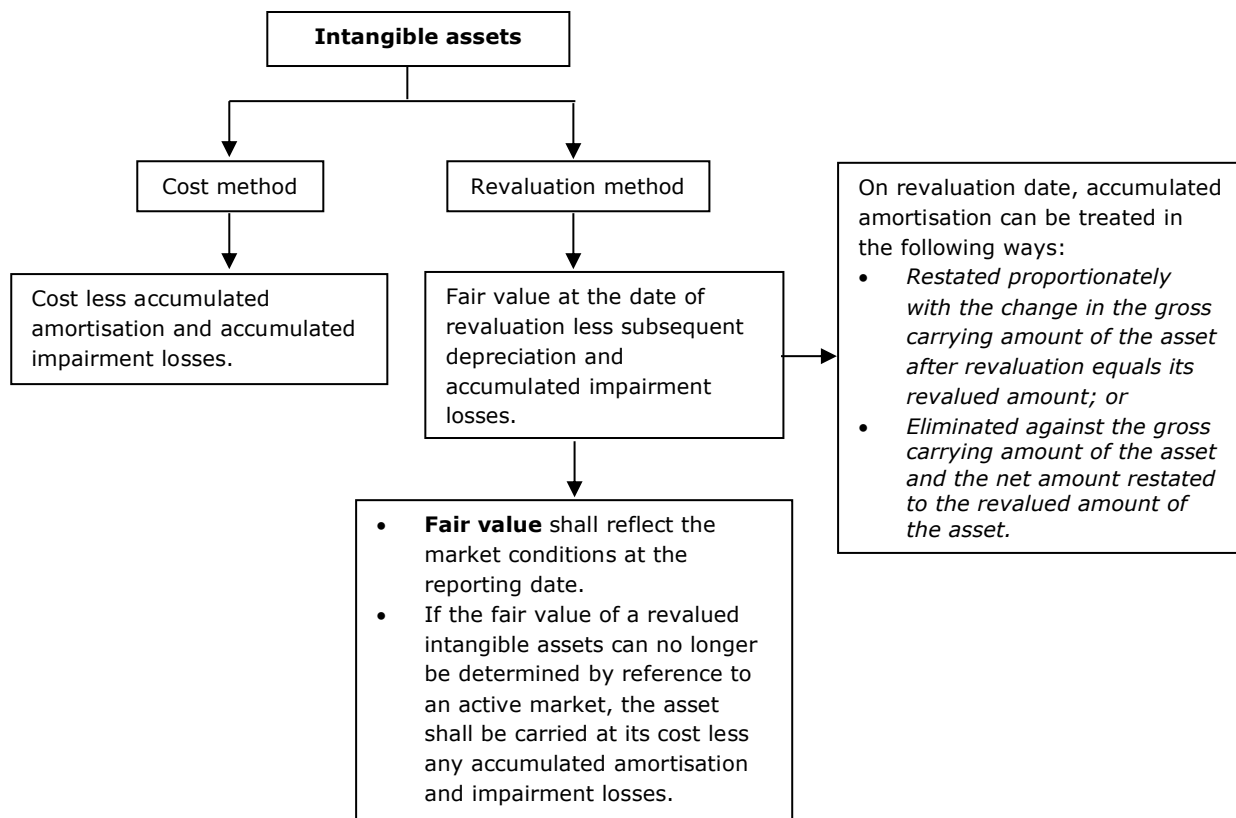 Intangible assets
Cost method
Revaluation method
Cost less accumulated
amortisation and accumulated
impairment losses.
Fair value at the date of
revaluation less subsequent
depreciation and
accumulated impairment
losses.
On revaluation date, accumulated
amortisation can be treated in
the following ways:
• Restated proportionately
with the change in the gross
carrying amount of the asset
after revaluation equals its
revalued amount; or
• Eliminated against the gross
carrying amount of the asset
and the net amount restated
to the revalued amount of
the asset.
• Fair value shall reflect the
market conditions at the
reporting date.
• If the fair value of a revalued
intangible assets can no longer
be determined by reference to
an active market, the asset
shall be carried at its cost less
any accumulated amortisation
and impairment losses.